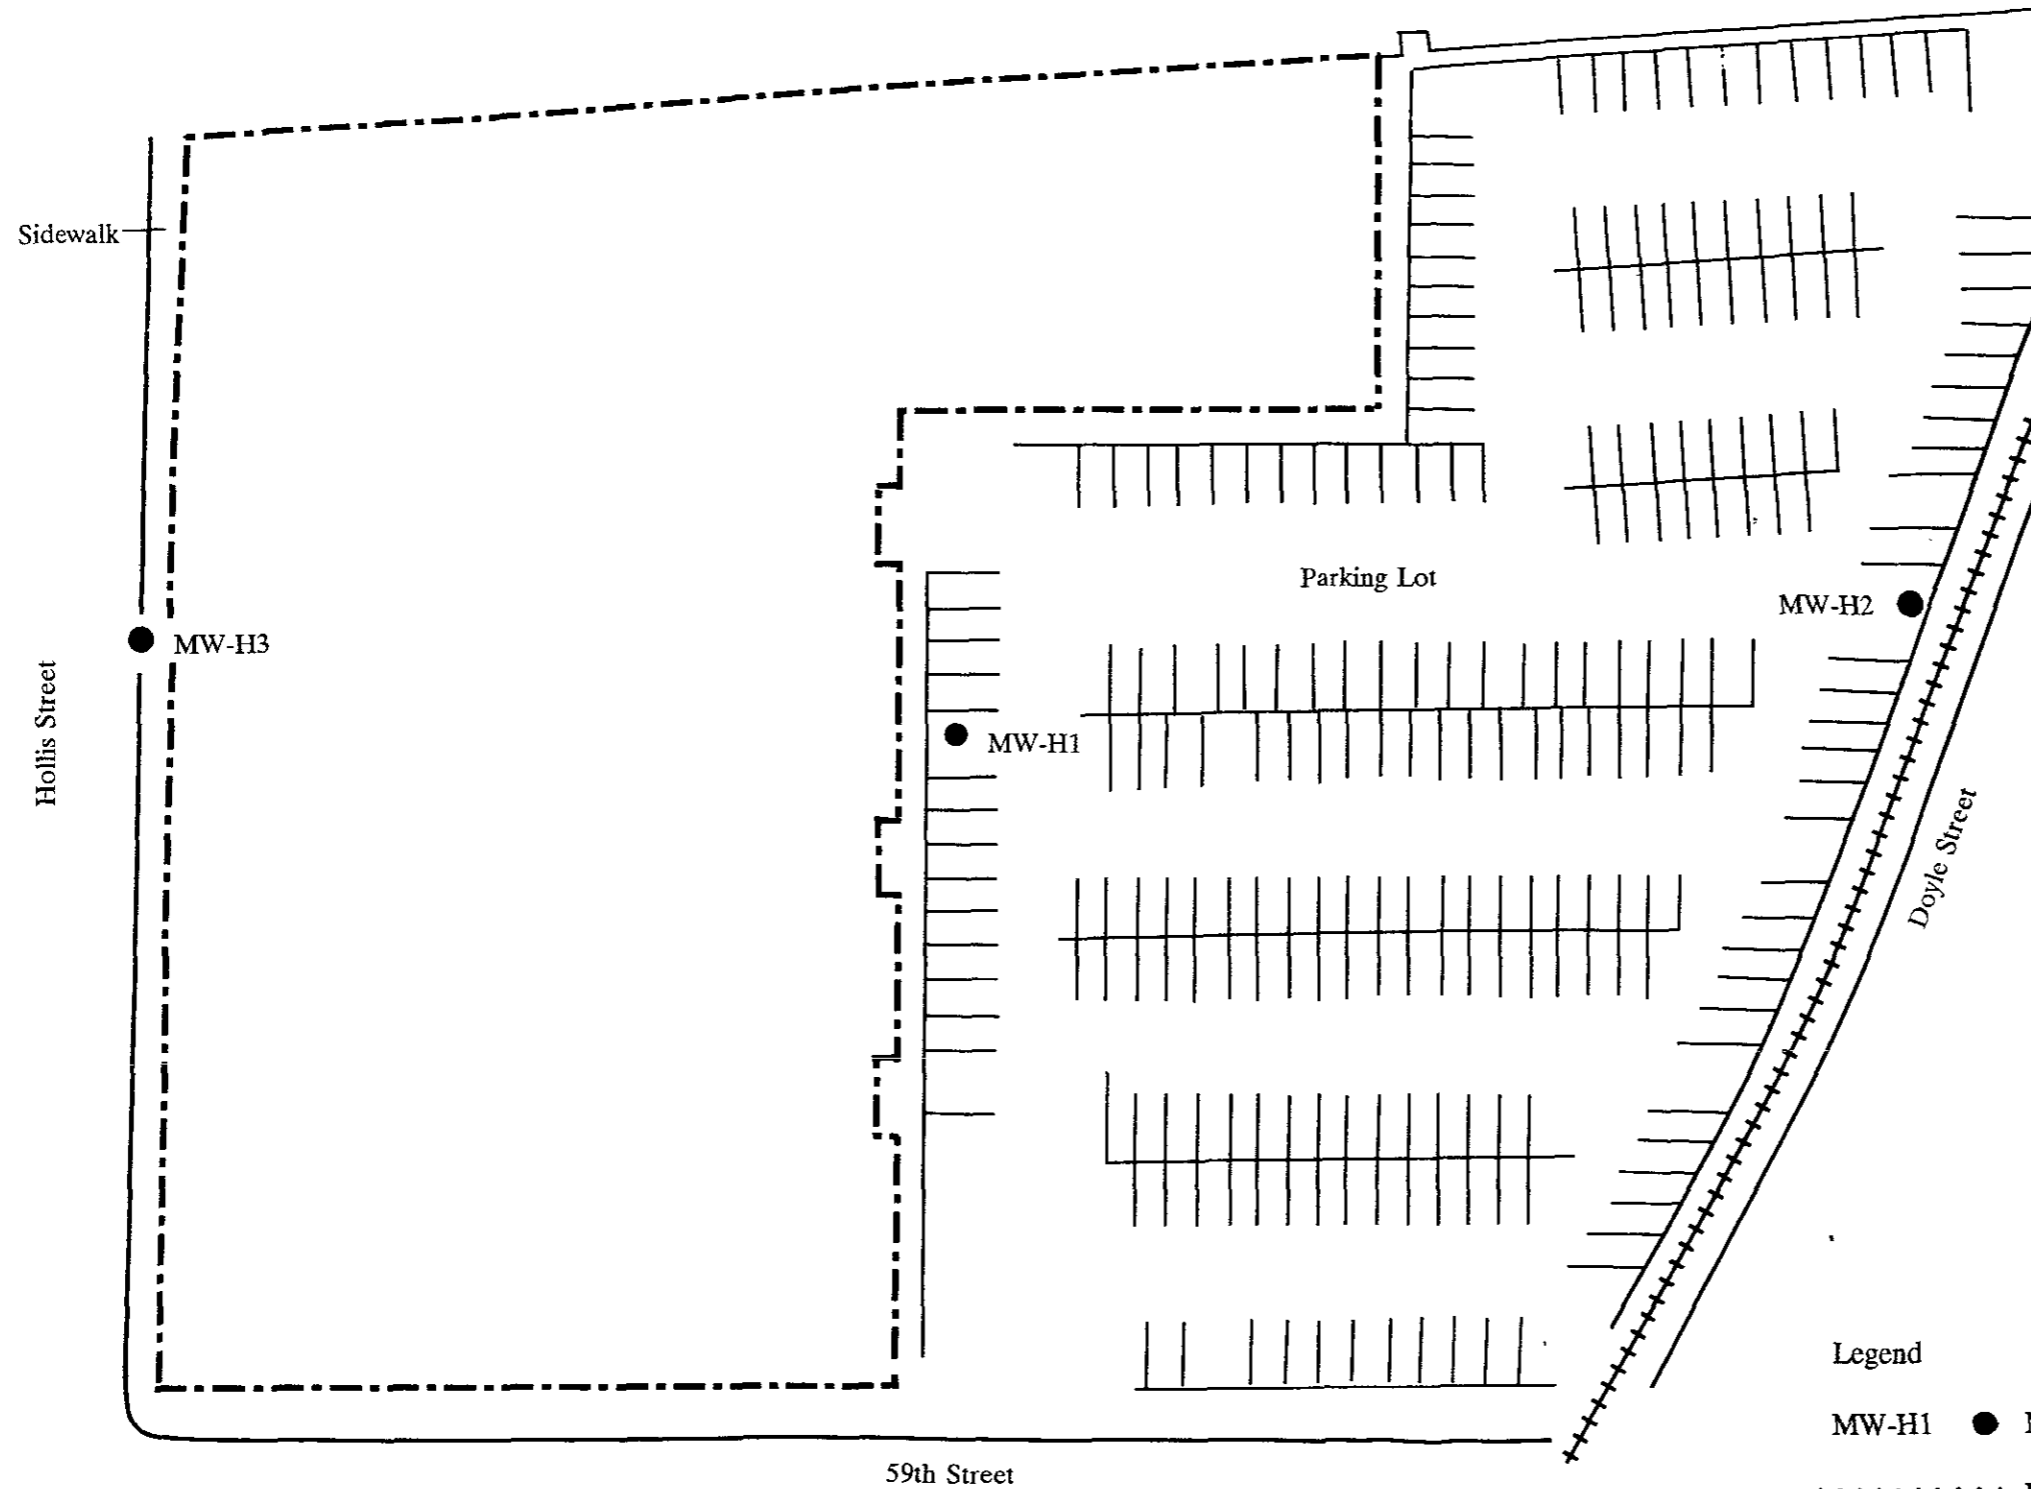 Sidewalk
Parking Lot
MW-H2
MW-H3
MW-H1
Hollis Street
Doyle Street
Legend
MW-H1
59th Street